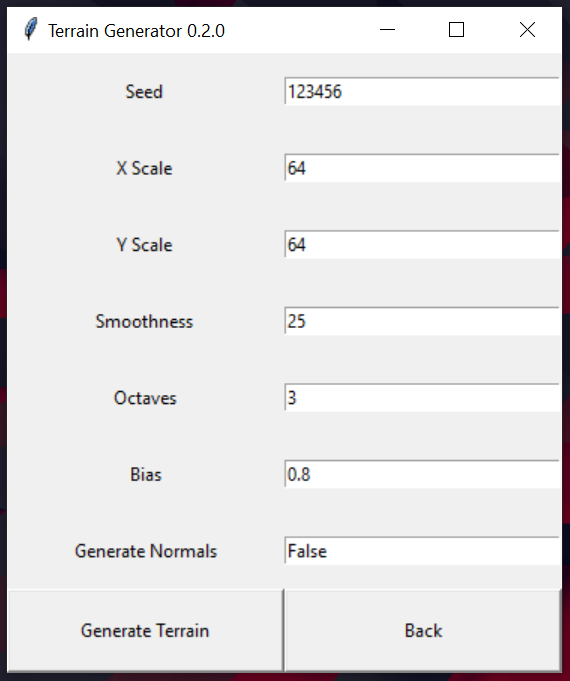 Terrain Generator 0.2.0
Seed 123456
X Scale 64
Y Scale 64
Smoothness 25
Octaves 3
Bias 0.8
Generate Normals False
Generate Terrain Back